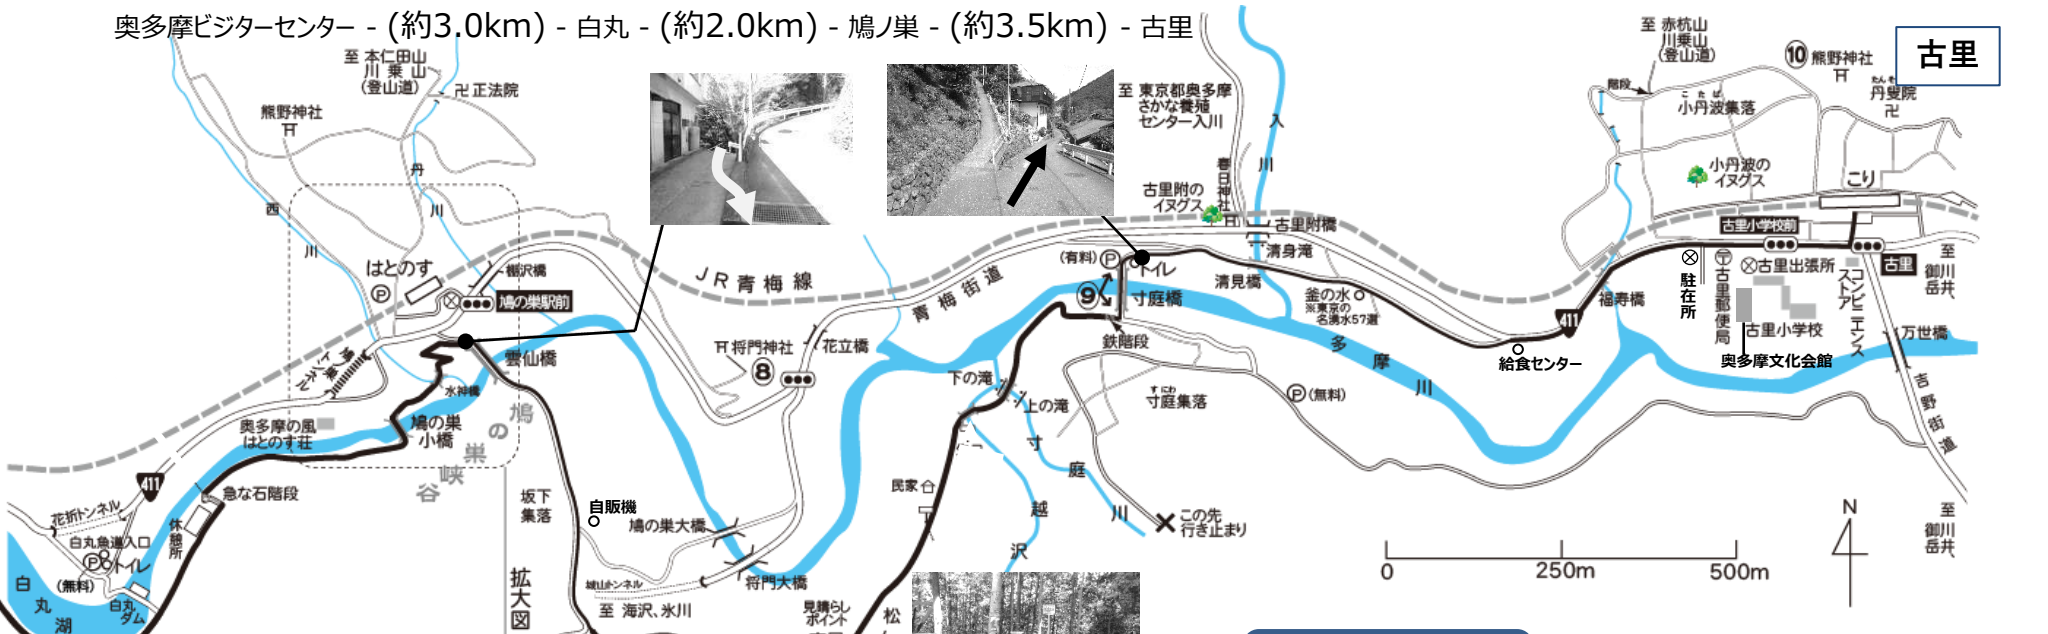 奥多摩ビジターセンター - (約3.0km) - 白丸 - (約2.0km) - 鳩ノ巣 - (約3.5km) - 古里
古里
至 本仁田山
川乗山
(登山道)
卍正法院
熊野神社
西川
丹川
はとのす
P
棚沢橋
鳩の巣駅前
鳩ノ巣トンネル
雲仙橋
水神橋
鳩の巣
小橋
鳩の巣峡谷
奥多摩の風
はとのす荘
411
急な石階段
花折トンネル
休憩所
白丸魚道入口
P
トイレ
(無料)
白丸
ダム
白丸湖
坂下
集落
自販機
拡大図
鳩の巣大橋
城山トンネル
至 海沢、氷川
将門大橋
将門神社
8
花立橋
JR青梅線
青梅街道
至 東京都奥多摩
さかな養殖
センター入川
入川
春日神社
古里附の
イヌグス
古里附橋
清身滝
清見橋
(有料)
P
トイレ
9
寸庭橋
鉄階段
釜の水
※東京の
名湧水57選
多摩川
下の滝
上の滝
すにわ
寸庭集落
寸庭川
越沢
P
(無料)
民家
この先
行き止まり
見晴らし
ポイント
松
至 赤杭山
川乗山
(登山道)
階段
こたば
小丹波集落
10
熊野神社
丹叟院
卍
小丹波の
イヌグス
こり
古里小学校前
古里
福寿橋
411
給食センター
駐在所
古里郵便局
古里出張所
古里小学校
奥多摩文化会館
コンビニエンス
ストア
至 御岳
川井、
万世橋
吉野街道
至 御岳
川井、
N
0 250m 500m